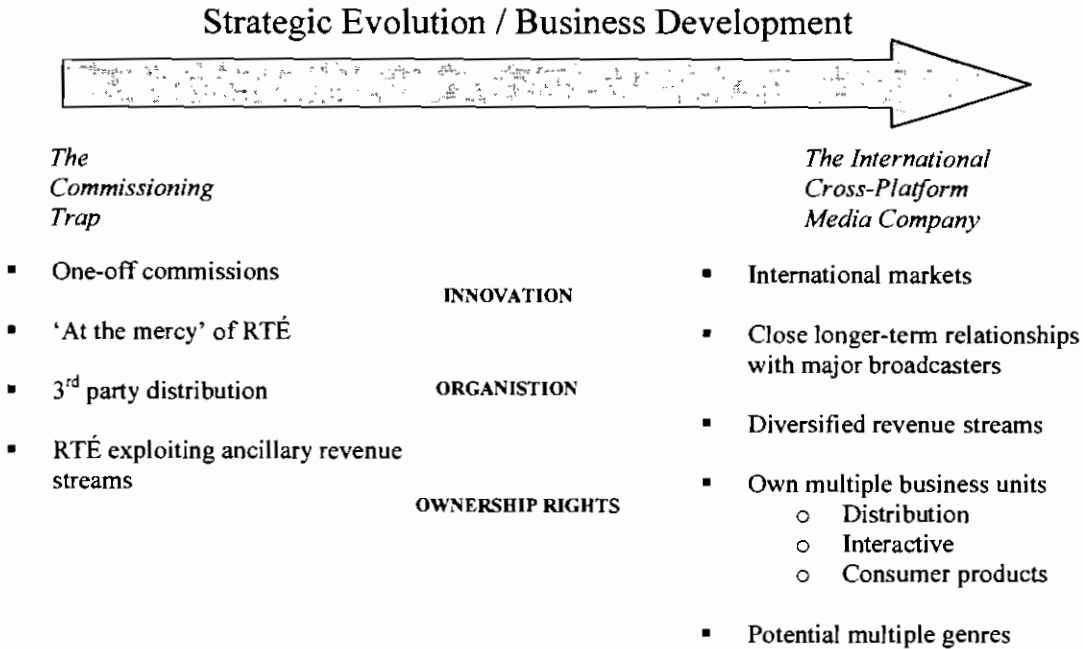 Strategic Evolution / Business Development
The
Commissioning
Trap
▪ One-off commissions
▪ ‘At the mercy’ of RTÉ
▪ 3rd party distribution
▪ RTÉ exploiting ancillary revenue
streams
INNOVATION
ORGANISTION
OWNERSHIP RIGHTS
The International
Cross-Platform
Media Company
▪ International markets
▪ Close longer-term relationships
with major broadcasters
▪ Diversified revenue streams
▪ Own multiple business units
o Distribution
o Interactive
o Consumer products
▪ Potential multiple genres